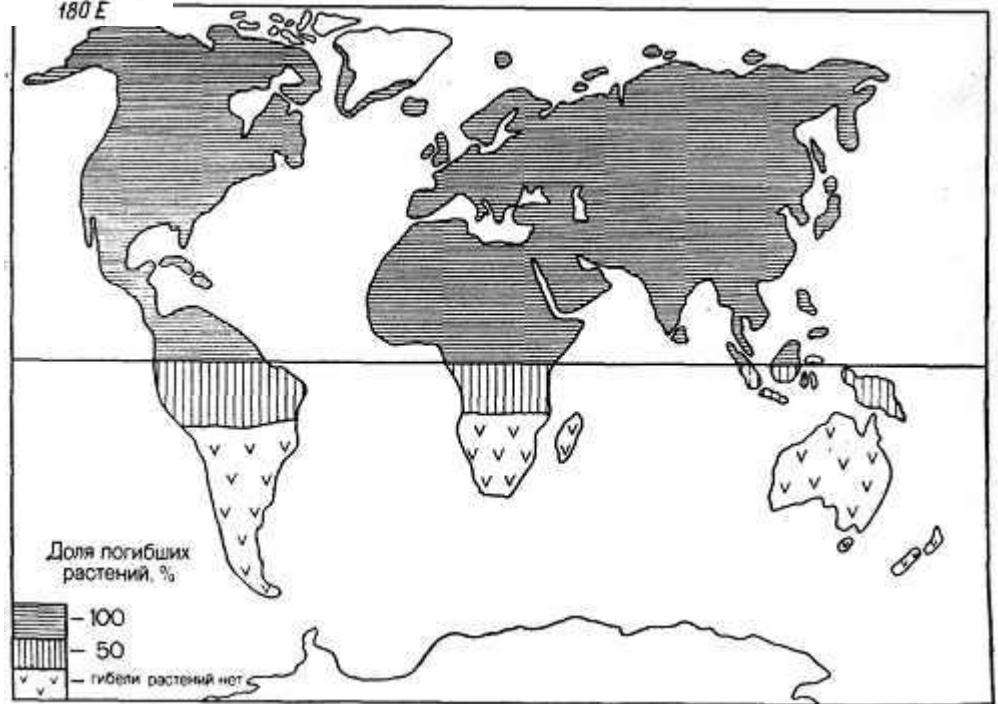 180 E
Доля погибших
растений, %
– 100
– 50
– гибели растений нет